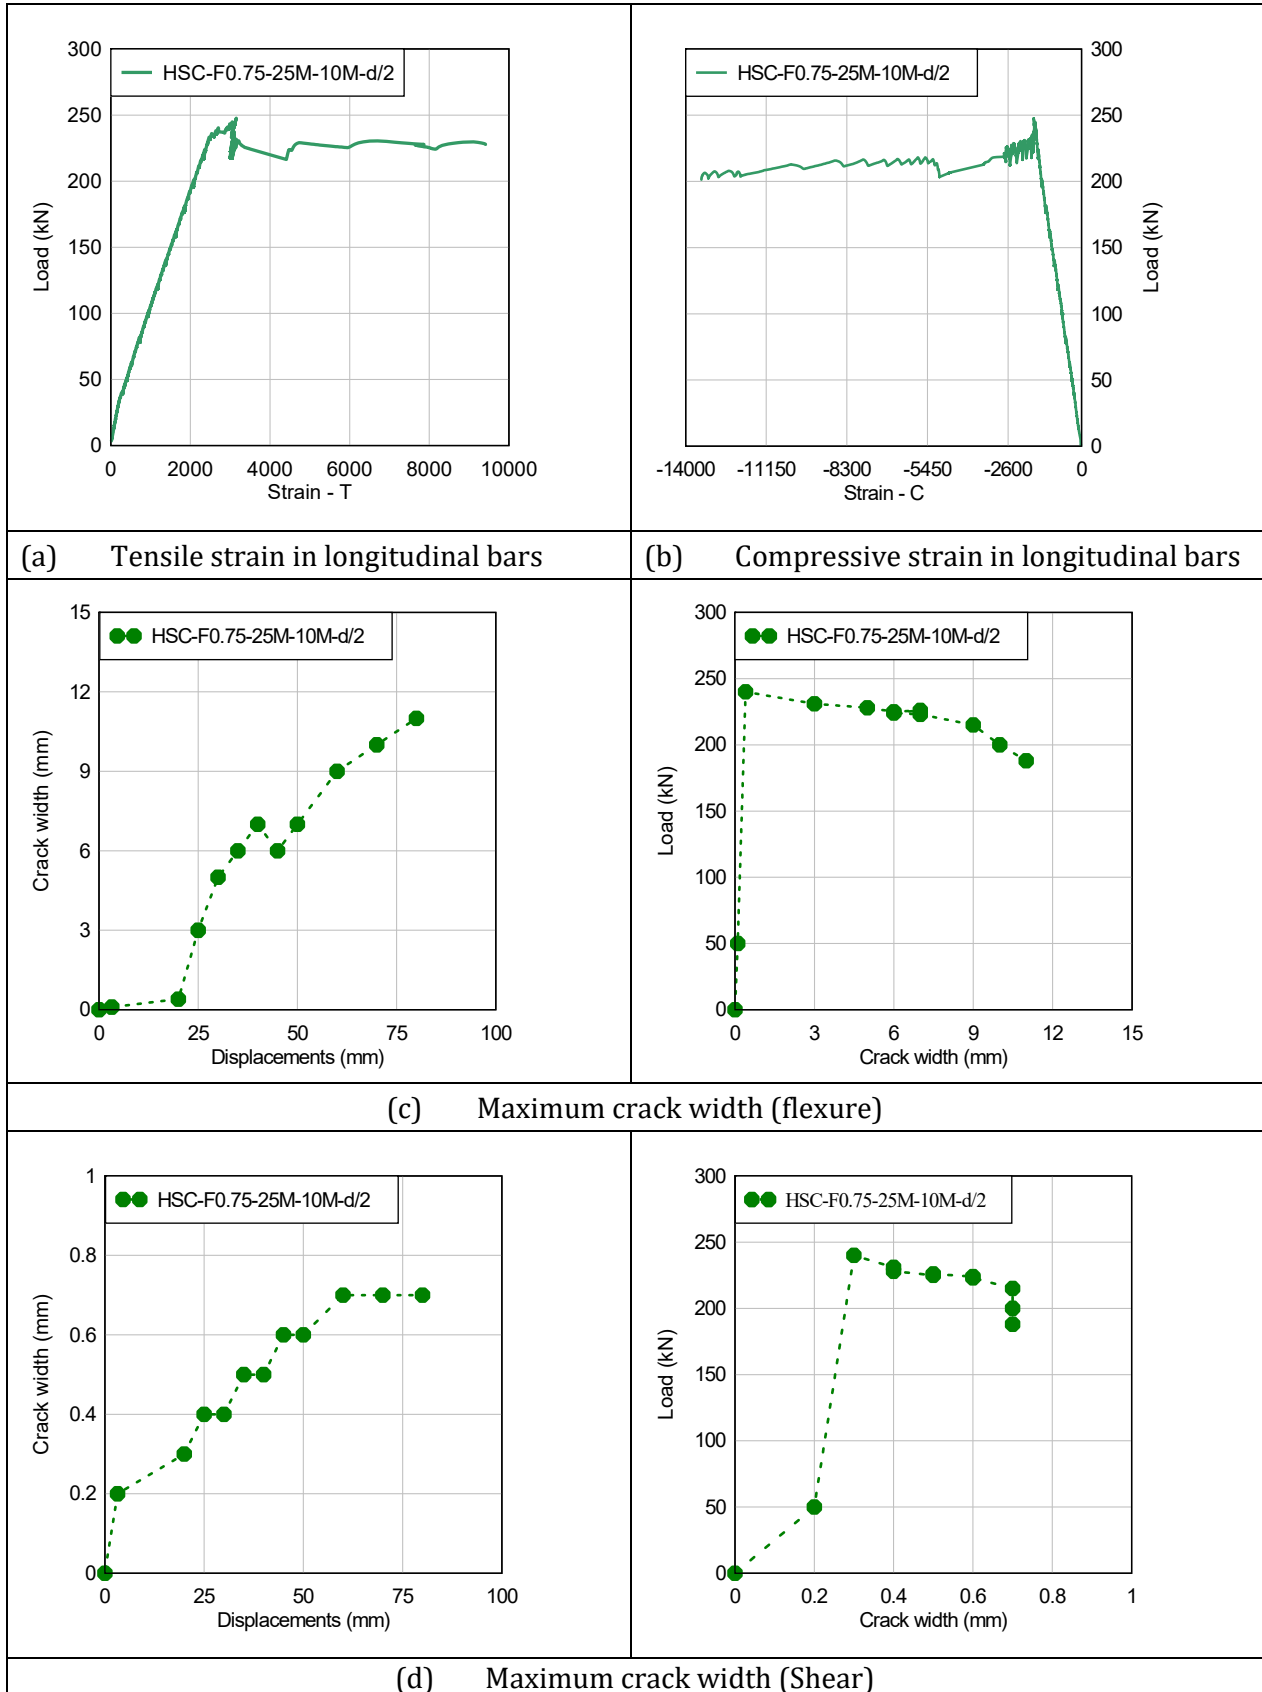 300
250
200
150
100
50
0
Load (kN)
HSC-F0.75-25M-10M-d/2
0 2000 4000 6000 8000 10000
Strain - T
HSC-F0.75-25M-10M-d/2
300
250
200
150
100
50
0
Load (kN)
-14000 -11150 -8300 -5450 -2600 0
Strain - C
(a) Tensile strain in longitudinal bars
(b) Compressive strain in longitudinal bars
15
12
9
6
3
0
Crack width (mm)
HSC-F0.75-25M-10M-d/2
0 25 50 75 100
Displacements (mm)
300
250
200
150
100
50
0
Load (kN)
HSC-F0.75-25M-10M-d/2
0 3 6 9 12 15
Crack width (mm)
(c) Maximum crack width (flexure)
1
0.8
0.6
0.4
0.2
0
Crack width (mm)
HSC-F0.75-25M-10M-d/2
0 25 50 75 100
Displacements (mm)
300
250
200
150
100
50
0
Load (kN)
HSC-F0.75-25M-10M-d/2
0 0.2 0.4 0.6 0.8 1
Crack width (mm)
(d) Maximum crack width (Shear)